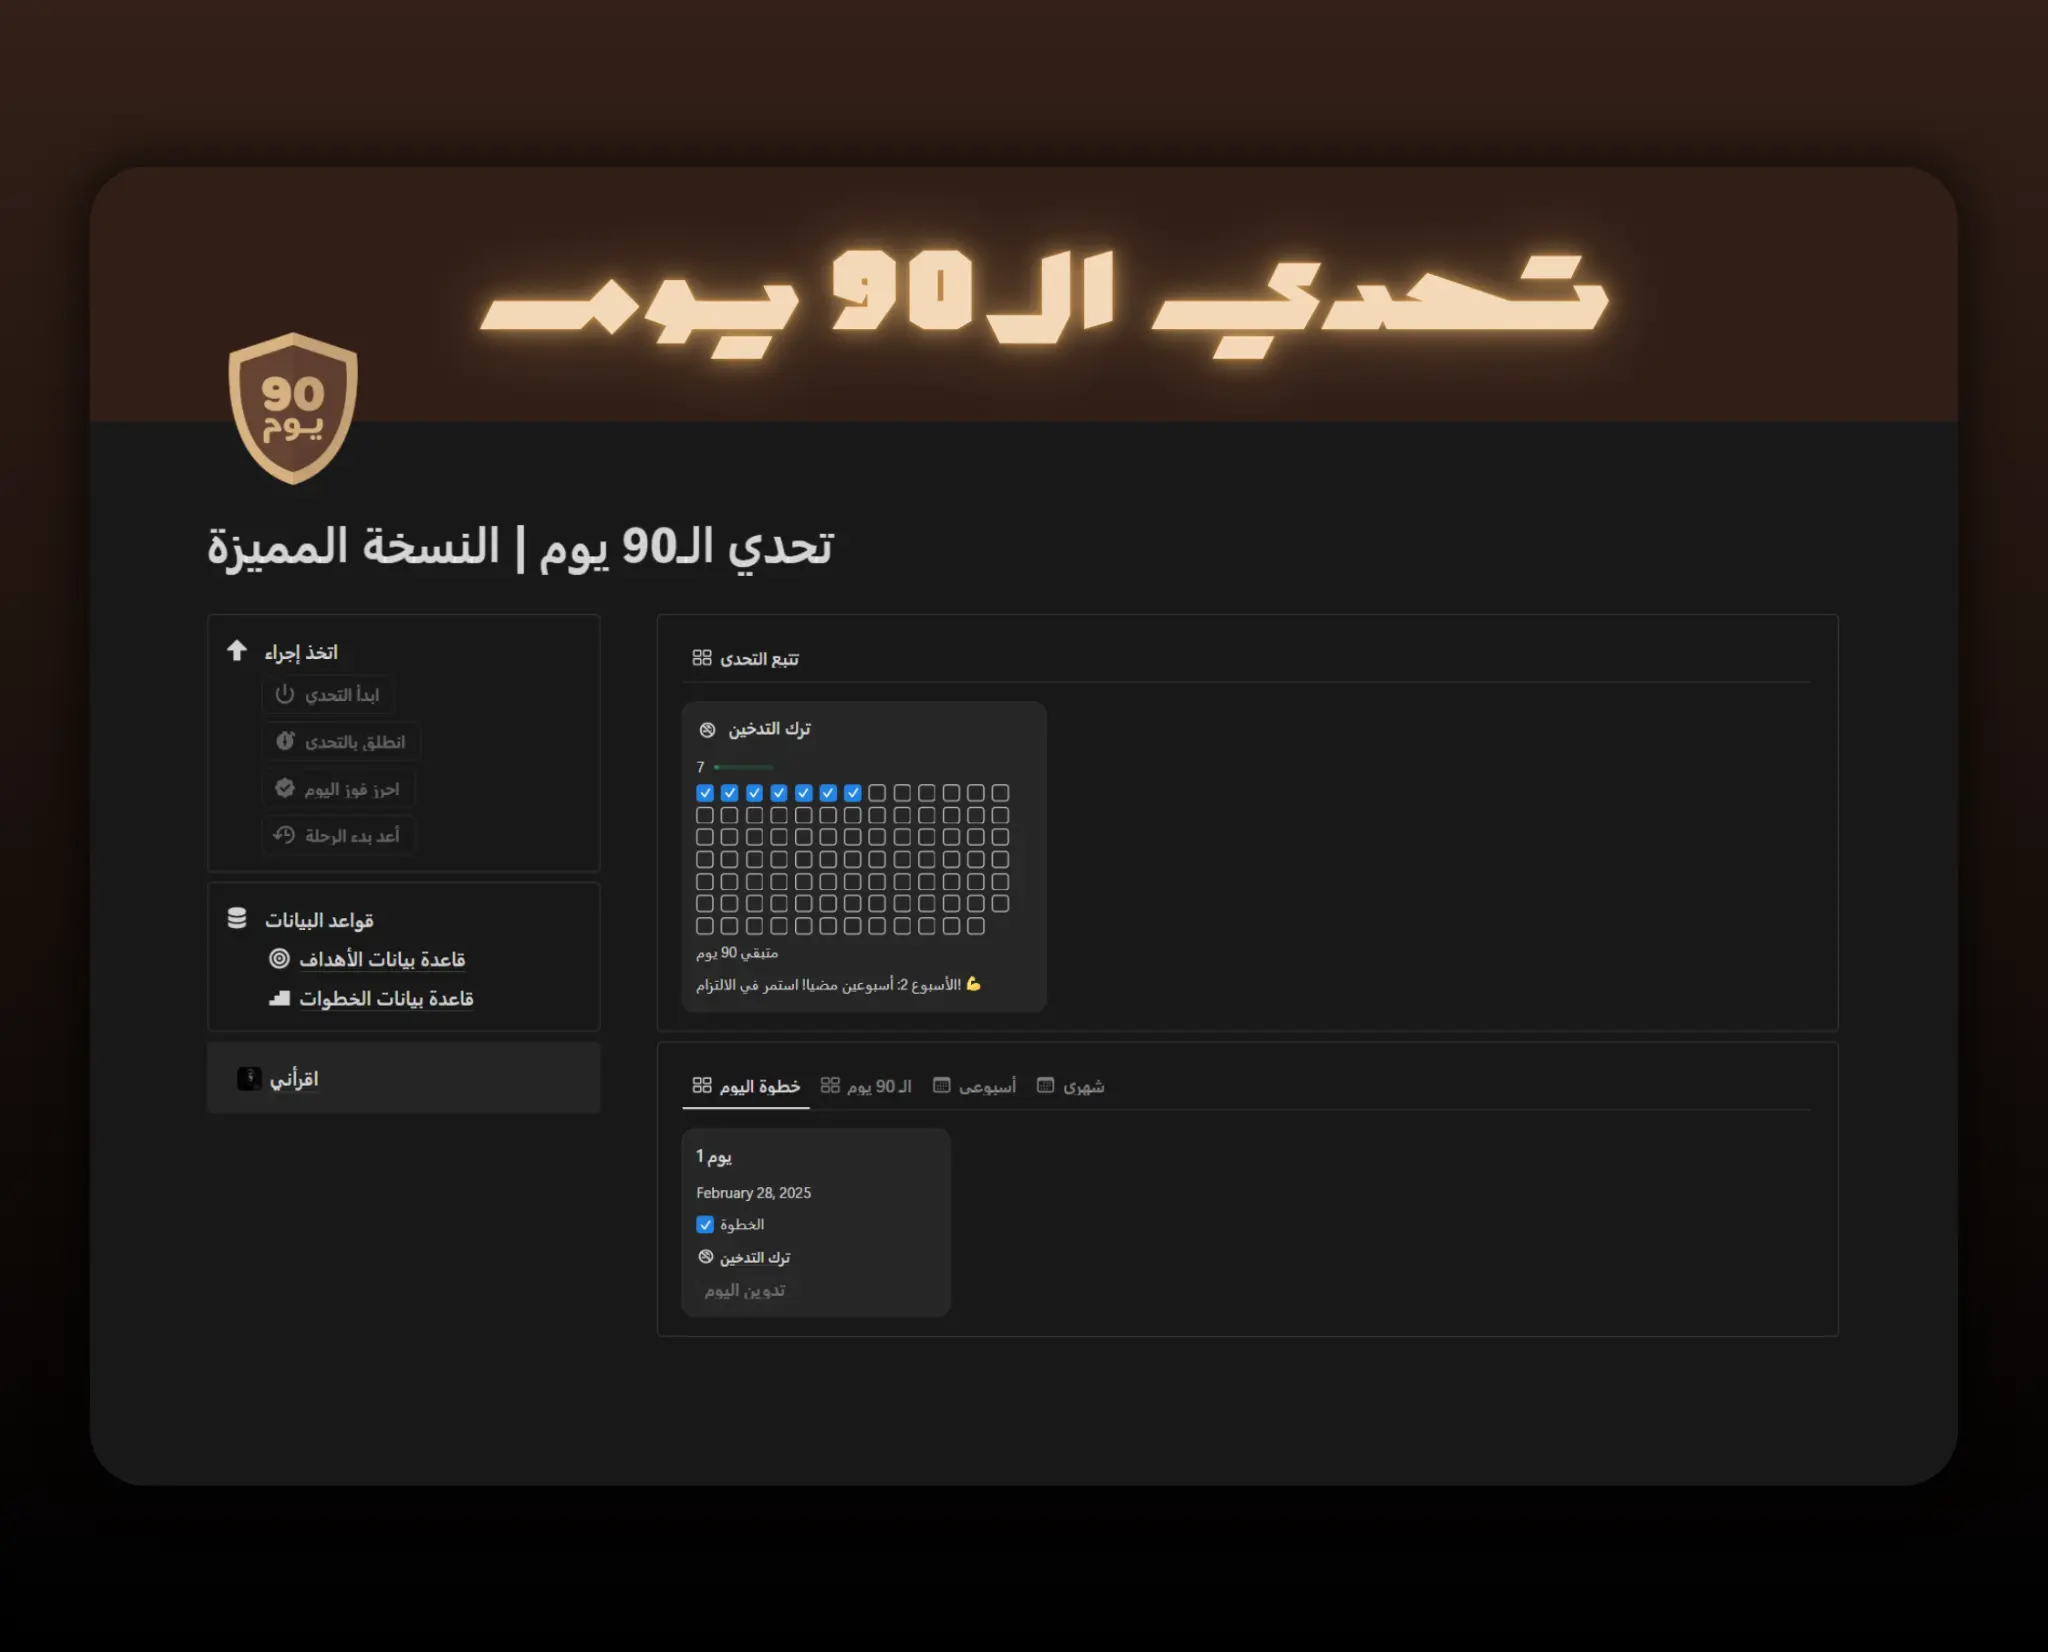 تحدي الـ 90 يوم
90
يوم
تحدي الـ90 يوم | النسخة المميزة
اتخذ إجراء
ابدأ التحدي
انطلق بالتحدي
احرز فوز اليوم
أعد بدء الرحلة
قواعد البيانات
قاعدة بيانات الأهداف
قاعدة بيانات الخطوات
اقرأني
تتبع التحدي
ترك التدخين
7
متبقي 90 يوم
الأسبوع 2: أسبوعين مضيا! استمر في الالتزام! 💪
خطوة اليوم
الـ 90 يوم
أسبوعي
شهري
يوم 1
February 28, 2025
الخطوة
ترك التدخين
تدوين اليوم